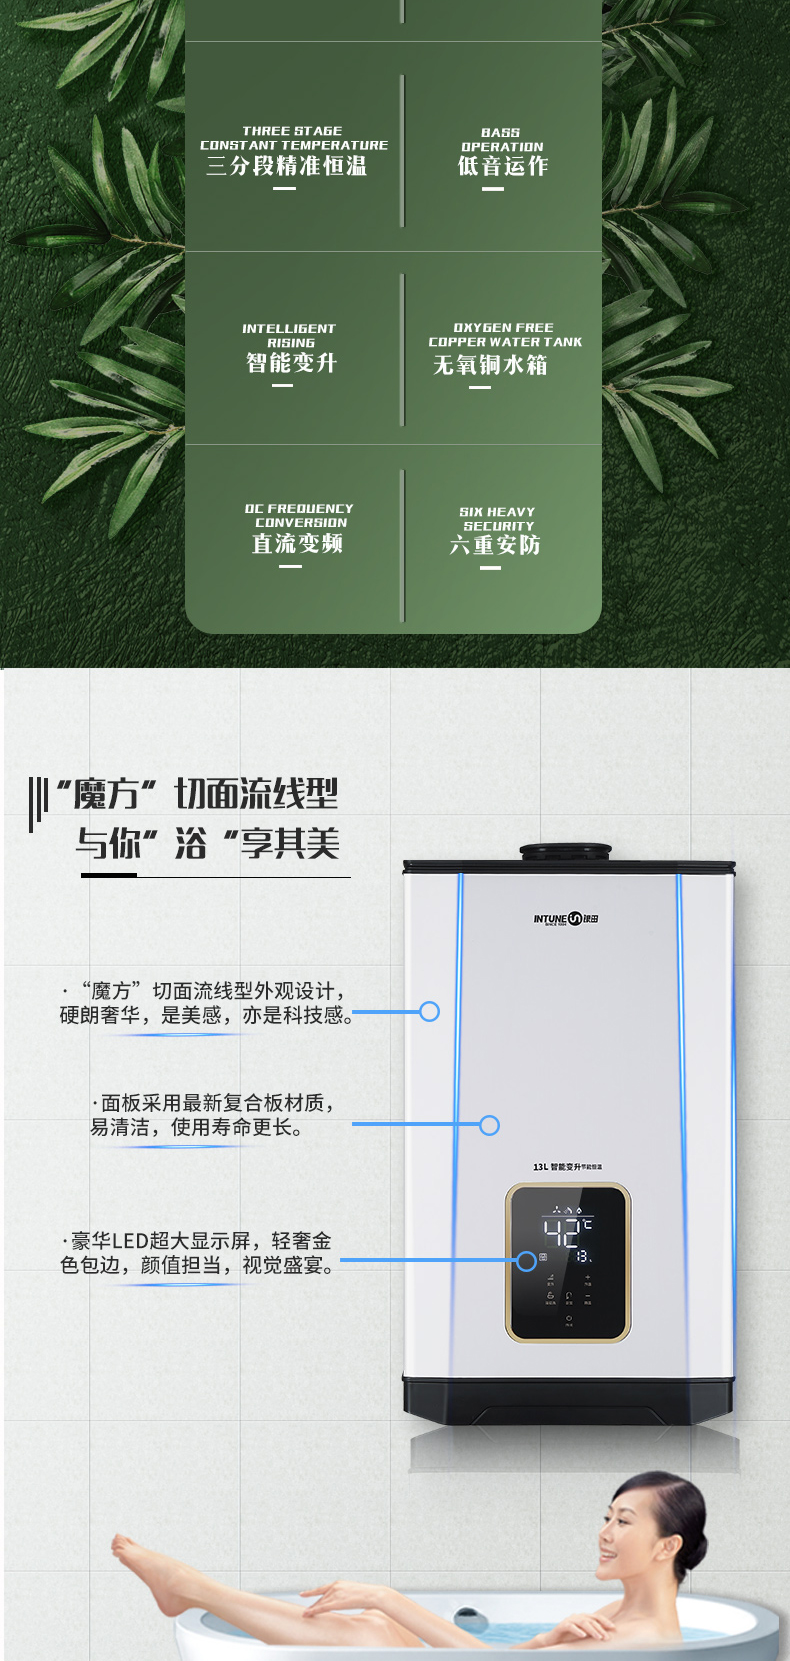 THREE STAGE
CONSTANT TEMPERATURE
三分段精准恒温
BASS
OPERATION
低音运作
INTELLIGENT
RISING
智能变升
OXYGEN FREE
COPPER WATER TANK
无氧铜水箱
DC FREQUENCY
CONVERSION
直流变频
SIX HEAVY
SECURITY
六重安防
“魔方“ 切面流线型
与你“ 浴 “享其美
INTUNE 樱田
·“魔方”切面流线型外观设计，
硬朗奢华，是美感，亦是科技感。
·面板采用最新复合板材质，
易清洁，使用寿命更长。
13L 智能变升节能恒温
·豪华LED超大显示屏，轻奢金
色包边，颜值担当，视觉盛宴。
42℃
13